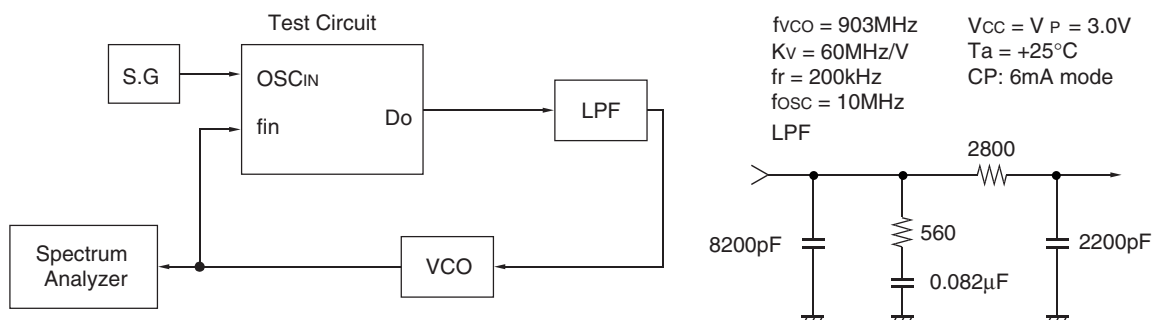 Test Circuit
S.G
OSCIN
fin
Do
LPF
Spectrum
Analyzer
VCO
fVCO = 903MHz
KV = 60MHz/V
fr = 200kHz
fOSC = 10MHz
LPF
VCC = V P = 3.0V
Ta = +25°C
CP: 6mA mode
2800
8200pF
560
0.082μF
2200pF